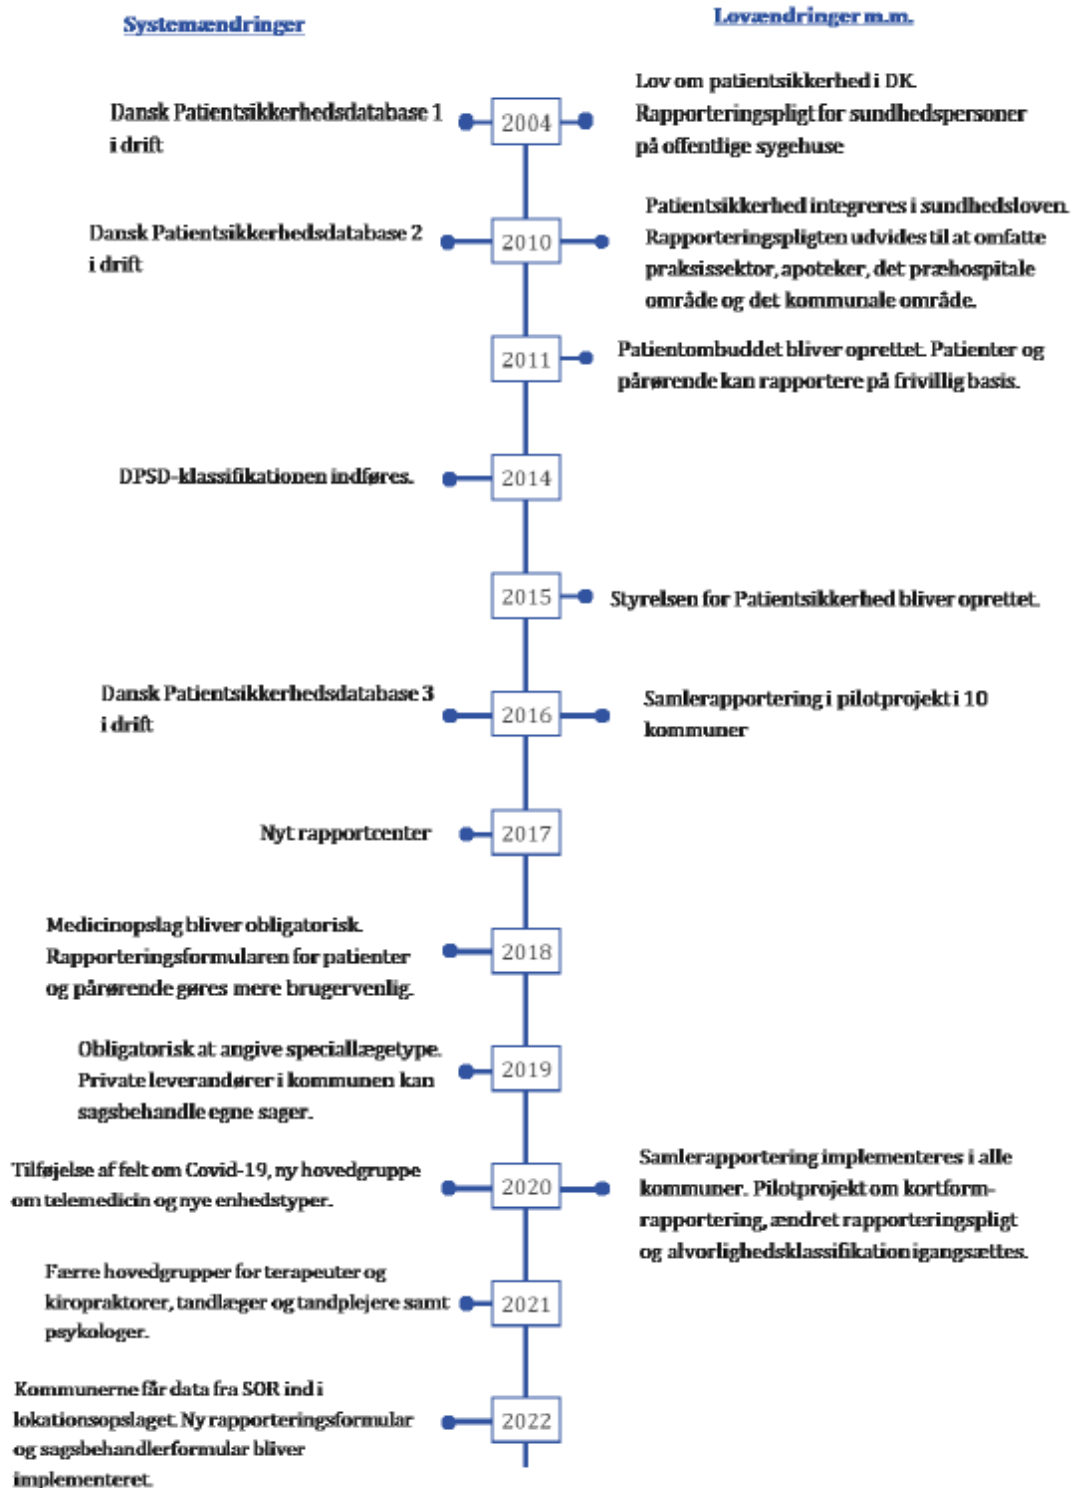 Systemændringer
Lovændringer m.m.
Dansk Patientsikkerhedsdatabase 1
i drift
2004
Lov om patientsikkerhed i DK.
Rapporteringspligt for sundhedspersoner
på offentlige sygehuse
Dansk Patientsikkerhedsdatabase 2
i drift
2010
Patientsikkerhed integreres i sundhedsloven.
Rapporteringspligten udvides til at omfatte
praksissektor, apoteker, det præhospitale
område og det kommunale område.
2011
Patientombuddet bliver oprettet. Patienter og
pårørende kan rapportere på frivillig basis.
DPSD-klassifikationen indføres.
2014
2015
Styrelsen for Patientsikkerhed bliver oprettet.
Dansk Patientsikkerhedsdatabase 3
i drift
2016
Samlerapportering i pilotprojekt i 10
kommuner
Nyt rapportcenter
2017
Medicinopslag bliver obligatorisk.
Rapporteringsformularen for patienter
og pårørende gøres mere brugervenlig.
2018
Obligatorisk at angive speciallægetype.
Private leverandører i kommunen kan
sagsbehandle egne sager.
2019
Tilføjelse af felt om Covid-19, ny hovedgruppe
om telemedicin og nye enhedstyper.
2020
Samlerapportering implementeres i alle
kommuner. Pilotprojekt om kortform-
rapportering, ændret rapporteringspligt
og alvorlighedsklassifikation igangsættes.
Færre hovedgrupper for terapeuter og
kiropraktorer, tandlæger og tandplejere samt
psykologer.
2021
Kommunerne får data fra SOR ind i
lokationsopslaget. Ny rapporteringsformular
og sagsbehandlerformular bliver
implementeret.
2022